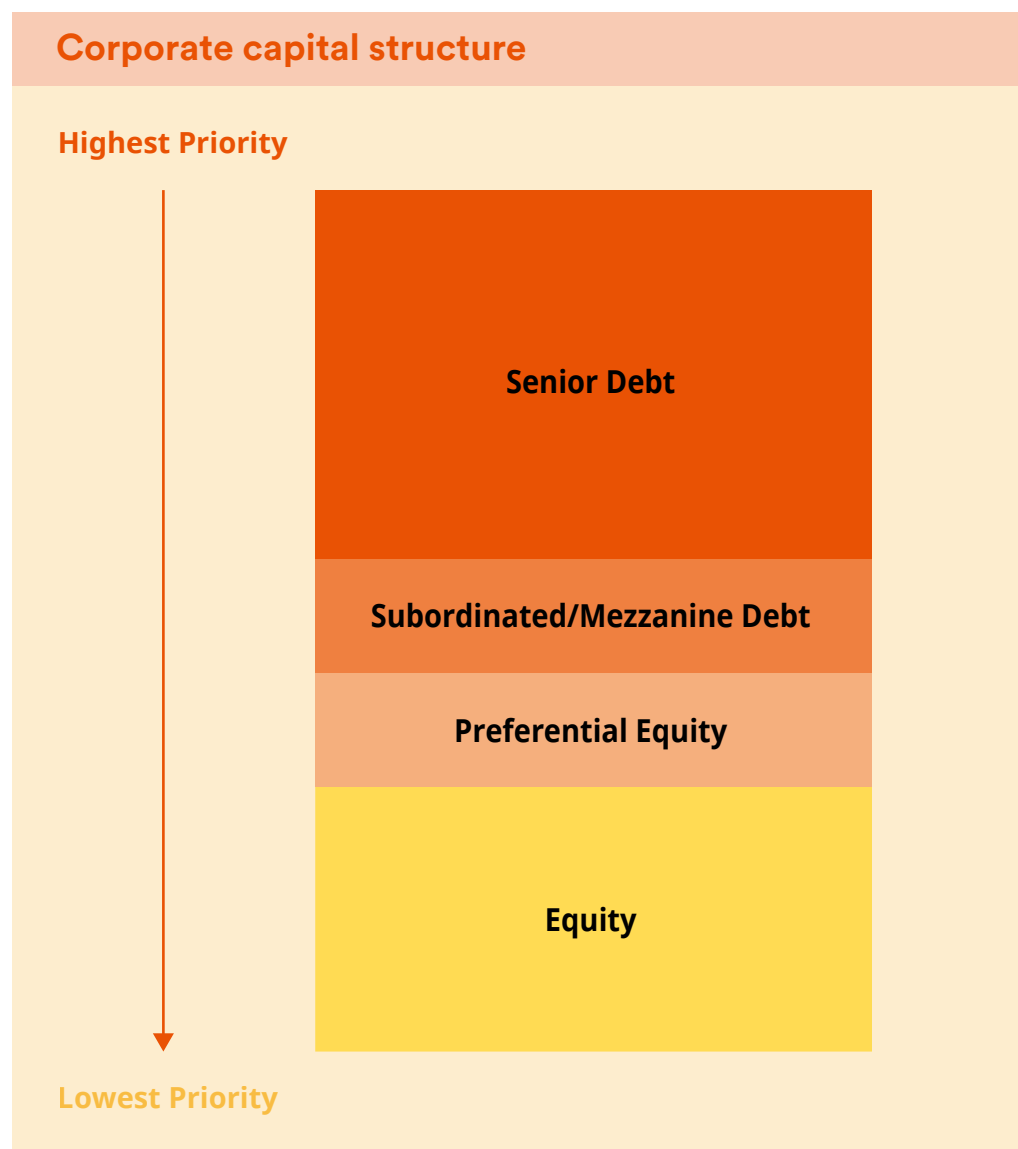 Corporate capital structure
Highest Priority
Senior Debt
Subordinated/Mezzanine Debt
Preferential Equity
Equity
Lowest Priority